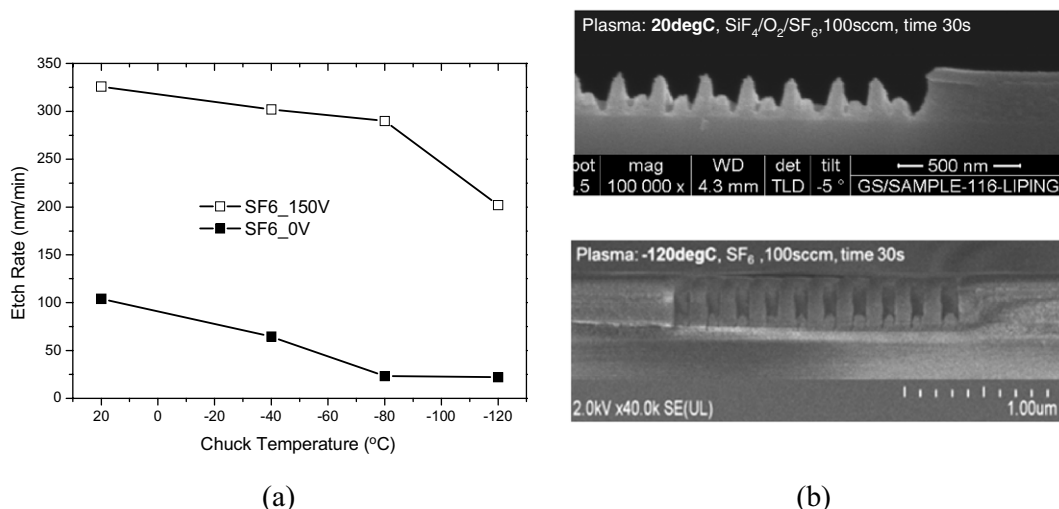 350
300
250
200
150
100
50
0
Etch Rate (nm/min)
SF6_150V
SF6_0V
20 0 -20 -40 -60 -80 -100 -120
Chuck Temperature (°C)
(a)
Plasma: 20degC, SiF₄/O₂/SF₆,100sccm, time 30s
mag WD det tilt 500 nm
100 000 x 4.3 mm TLD -5 ° GS/SAMPLE-116-LIPING
Plasma: -120degC, SF₆ ,100sccm, time 30s
2.0kV x40.0k SE(UL) 1.00um
(b)